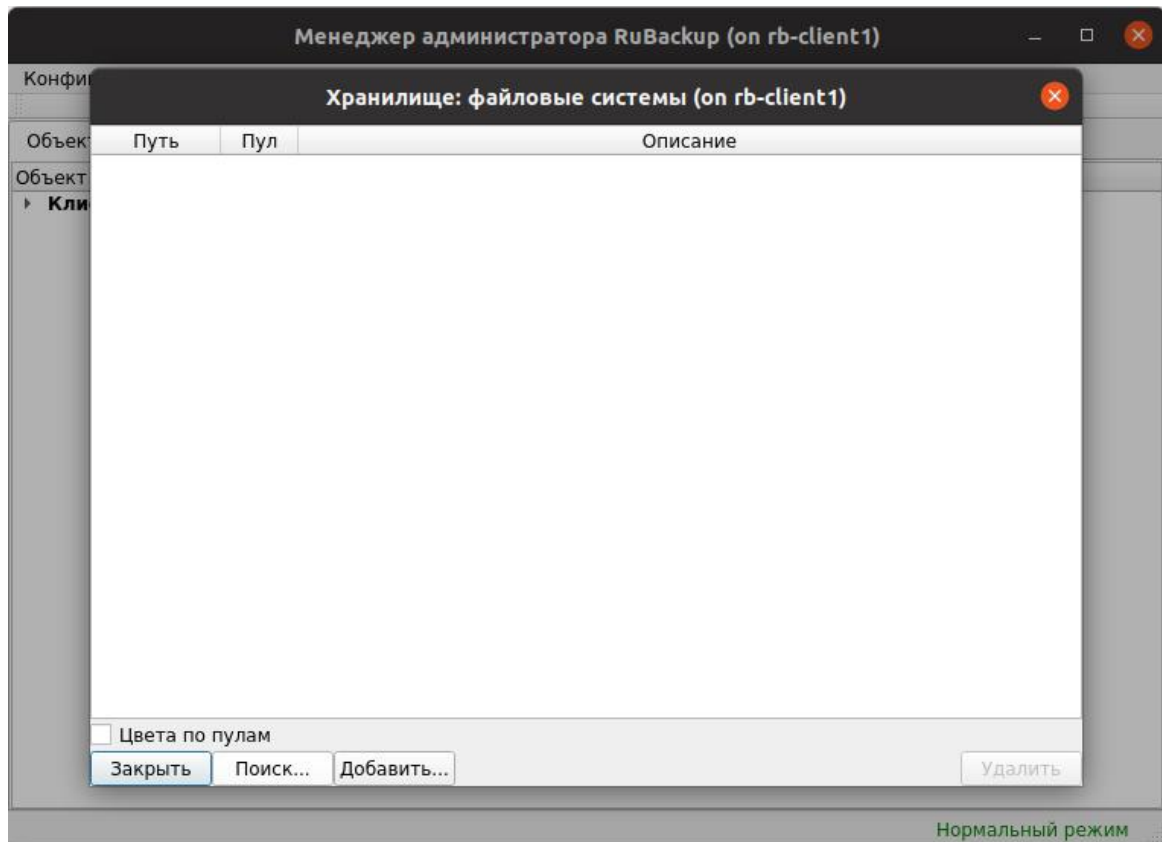 Менеджер администратора RuBackup (on rb-client1)
Конфи
Хранилище: файловые системы (on rb-client1)
Объек
Путь Пул Описание
Объект
Кли
Цвета по пулам
Закрыть Поиск... Добавить... Удалить
Нормальный режим